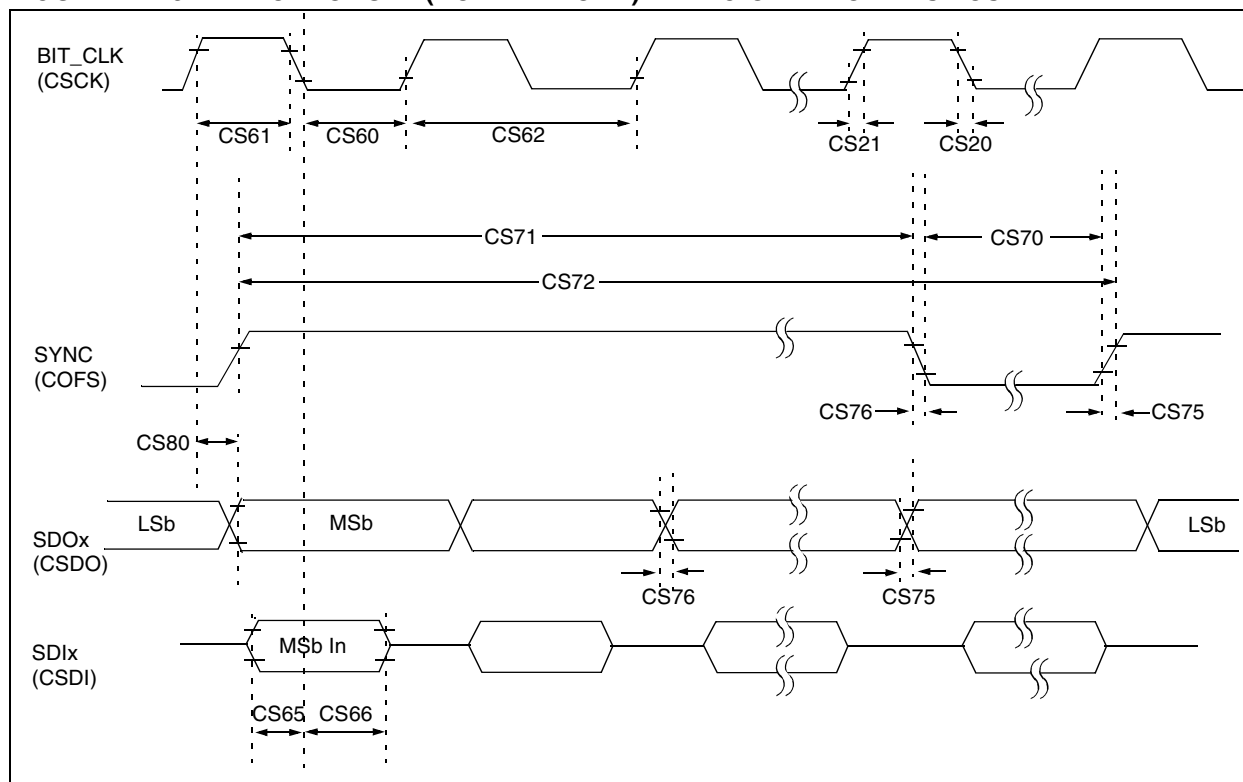 BIT_CLK
(CSCK)
CS61
CS60
CS62
CS21
CS20
CS71
CS70
CS72
SYNC
(COFS)
CS76
CS75
CS80
LSb
MSb
LSb
SDOx
(CSDO)
CS76
CS75
SDIx
(CSDI)
MSb In
CS65
CS66